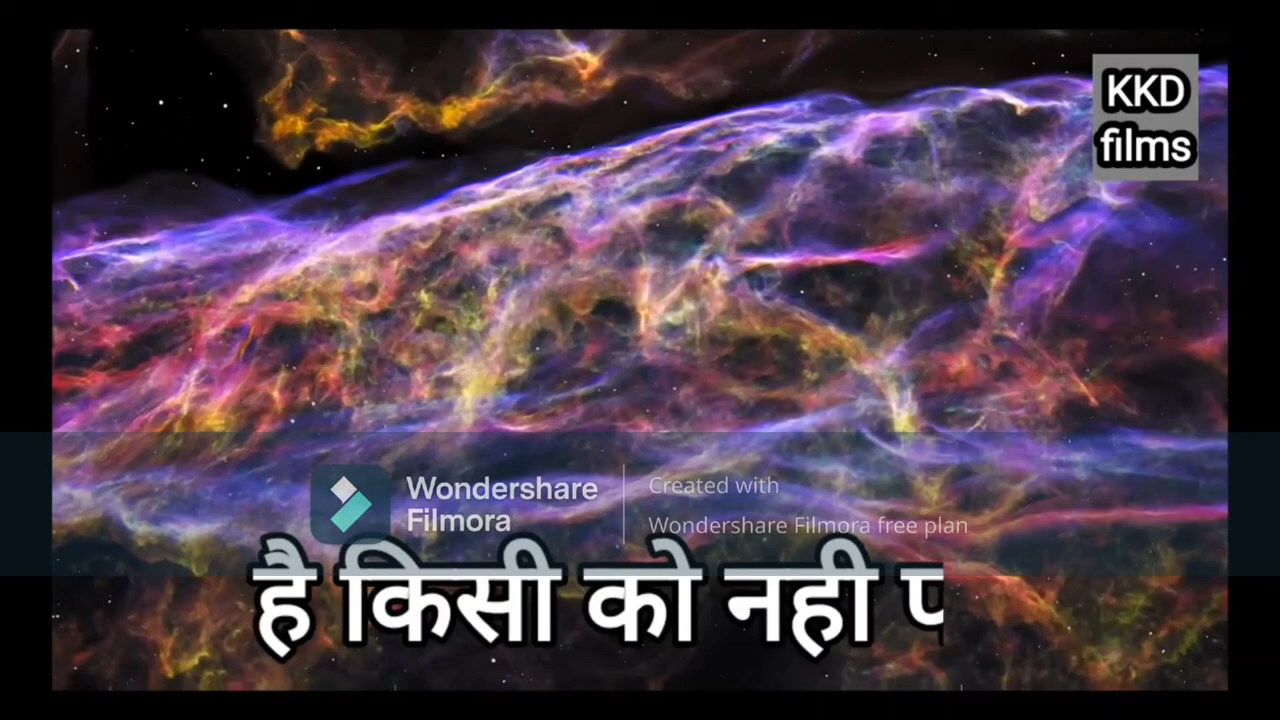 KKD
films
Wondershare
Filmora
Created with
Wondershare Filmora free plan
है किसी को नही